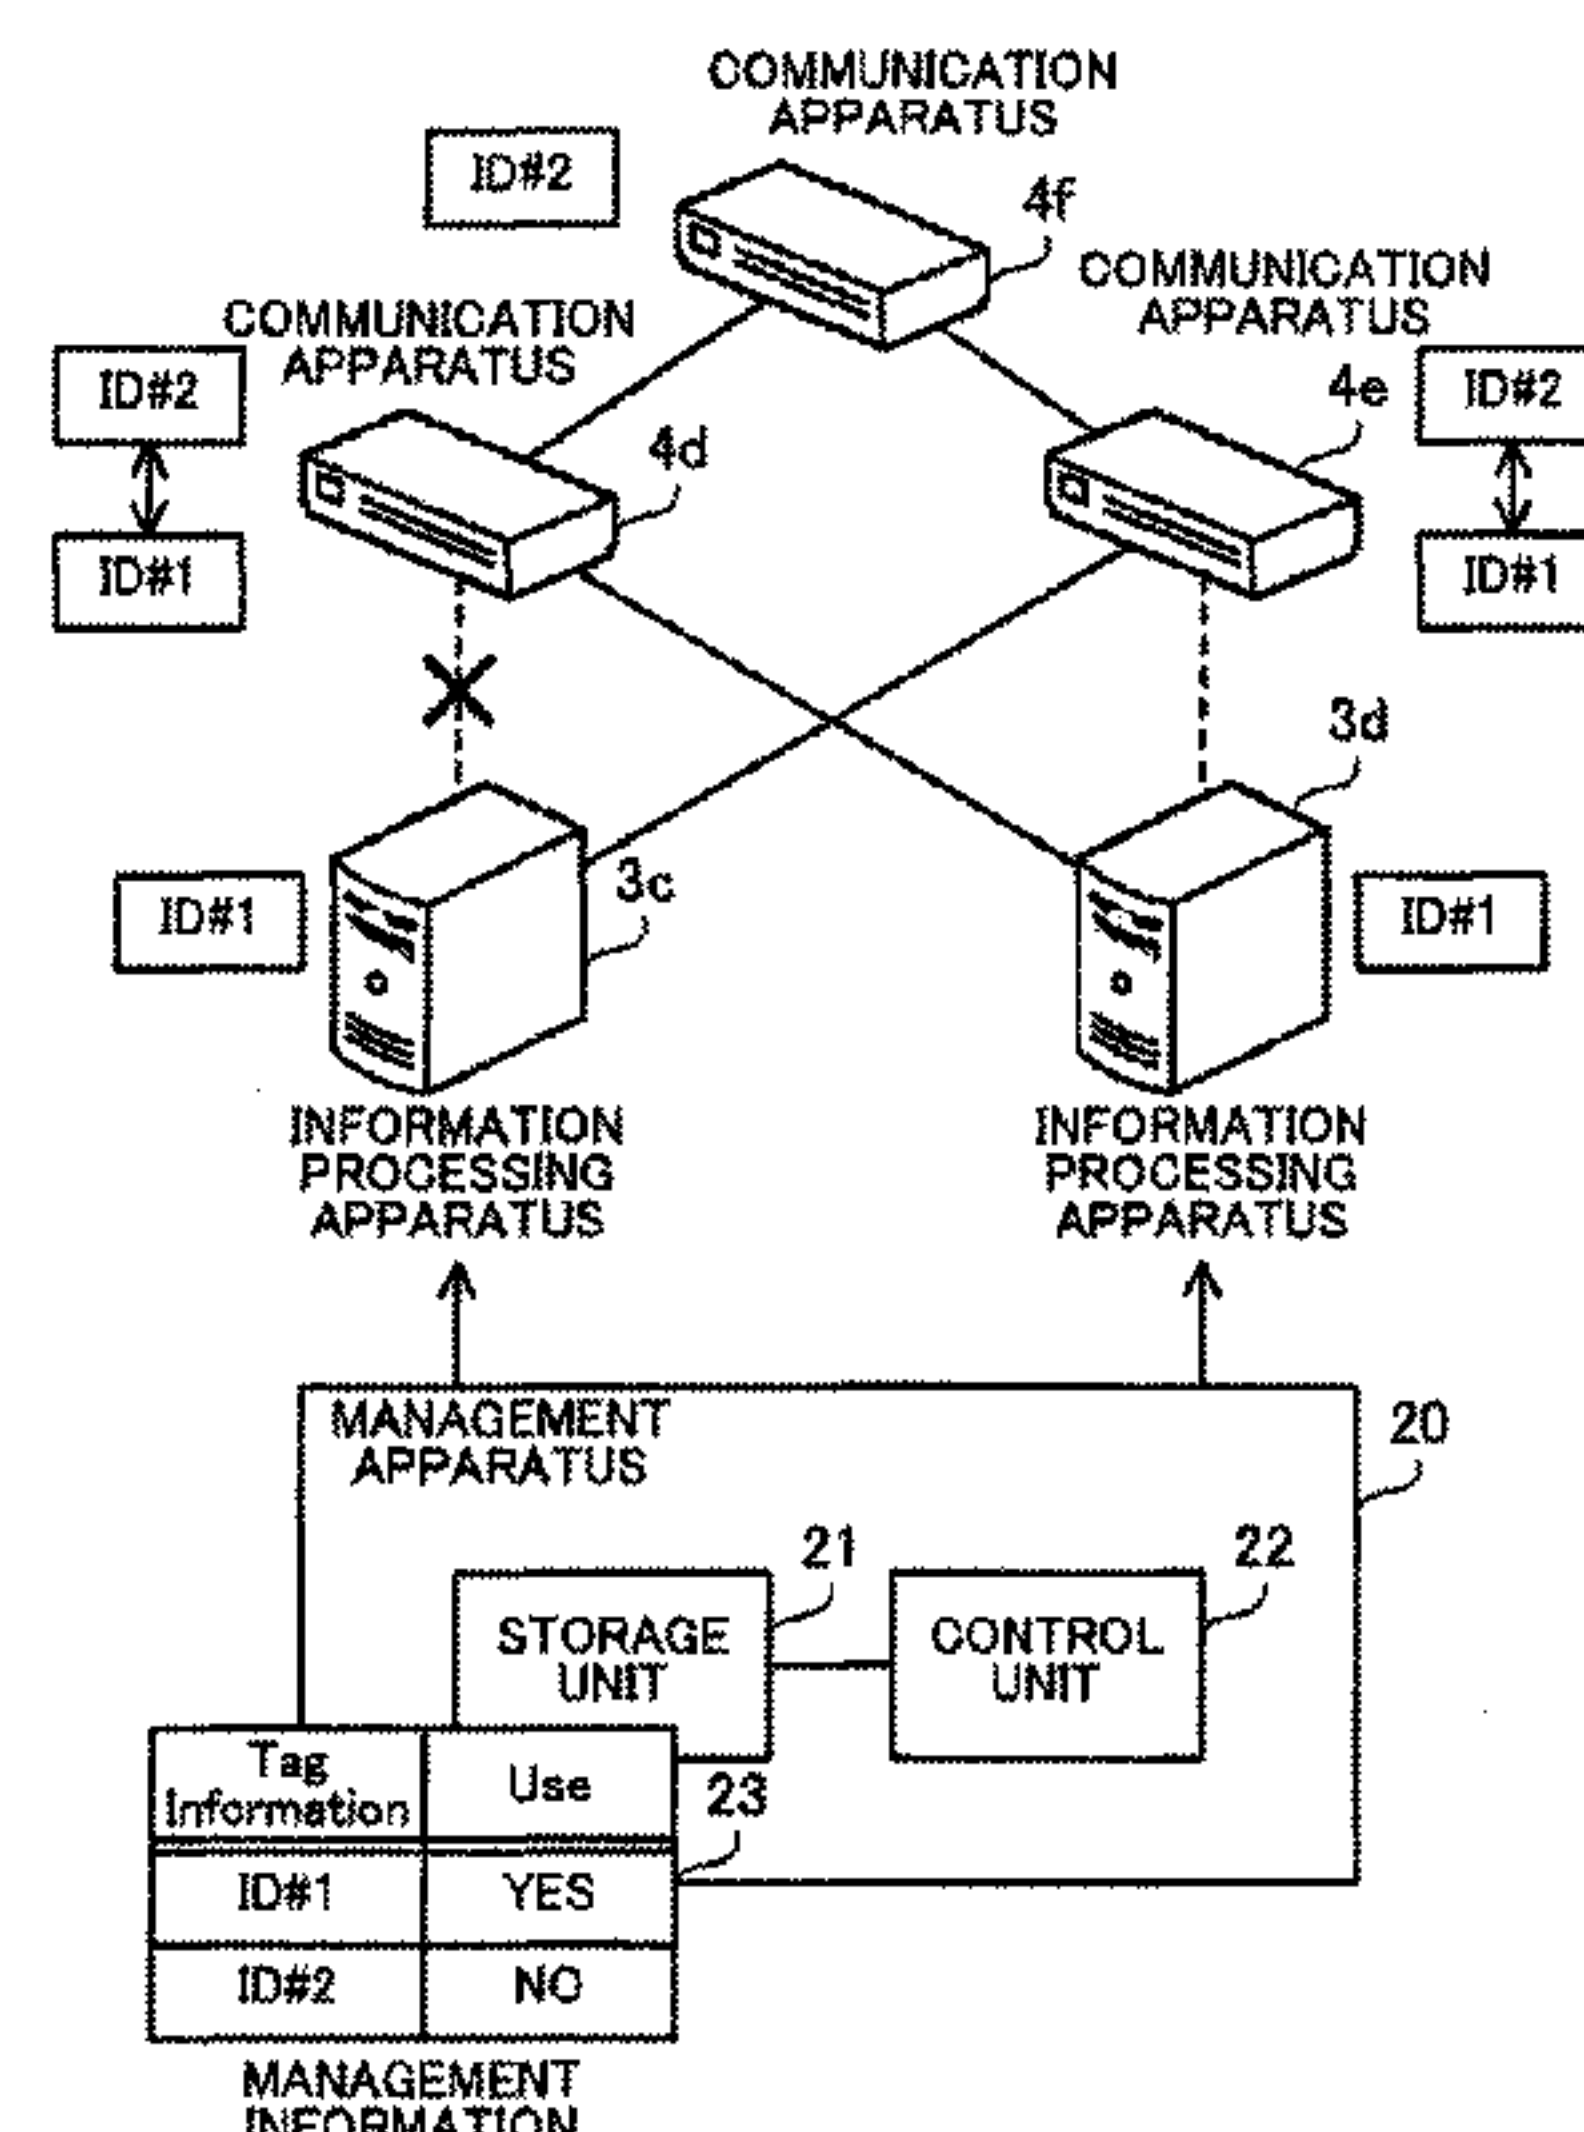 COMMUNICATION
APPARATUS
ID#2
4f
COMMUNICATION
APPARATUS
COMMUNICATION
APPARATUS
ID#2
4d
4e
ID#2
ID#1
ID#1
3d
ID#1
3c
ID#1
INFORMATION
PROCESSING
APPARATUS
INFORMATION
PROCESSING
APPARATUS
MANAGEMENT
APPARATUS
20
21
22
STORAGE
UNIT
CONTROL
UNIT
Tag
Information
Use
23
ID#1
YES
ID#2
NO
MANAGEMENT
INFORMATION